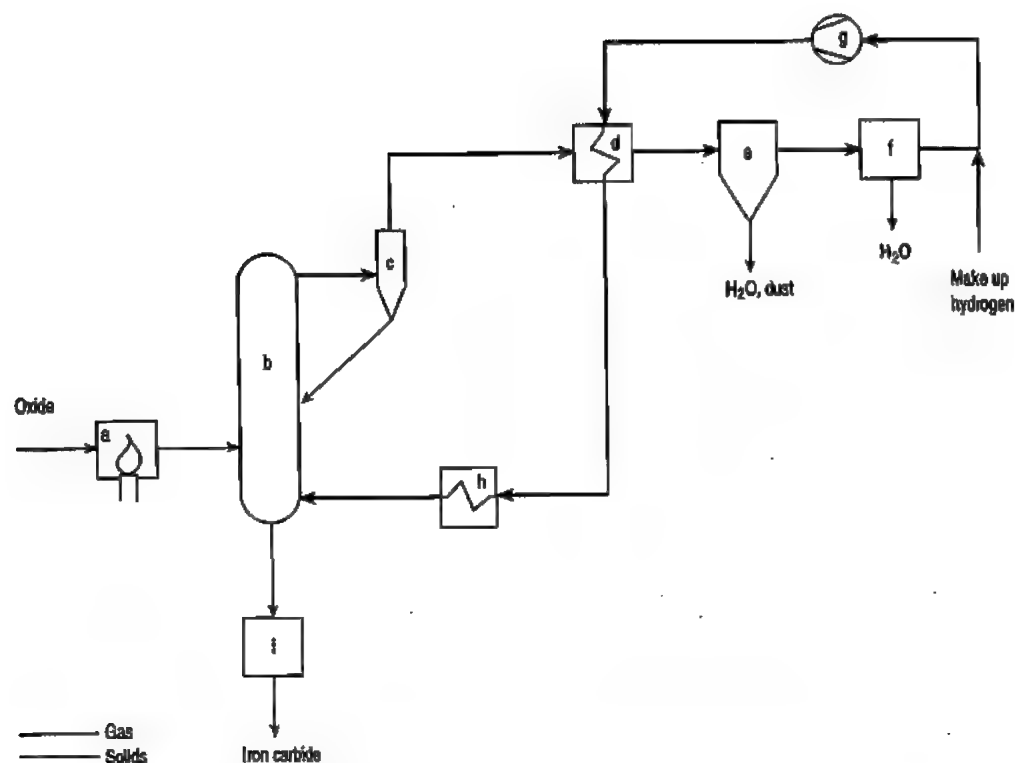 g
d
e
f
H₂O
c
H₂O, dust
Make up
hydrogen
b
Oxide
a
h
i
Gas
Solids
Iron carbide